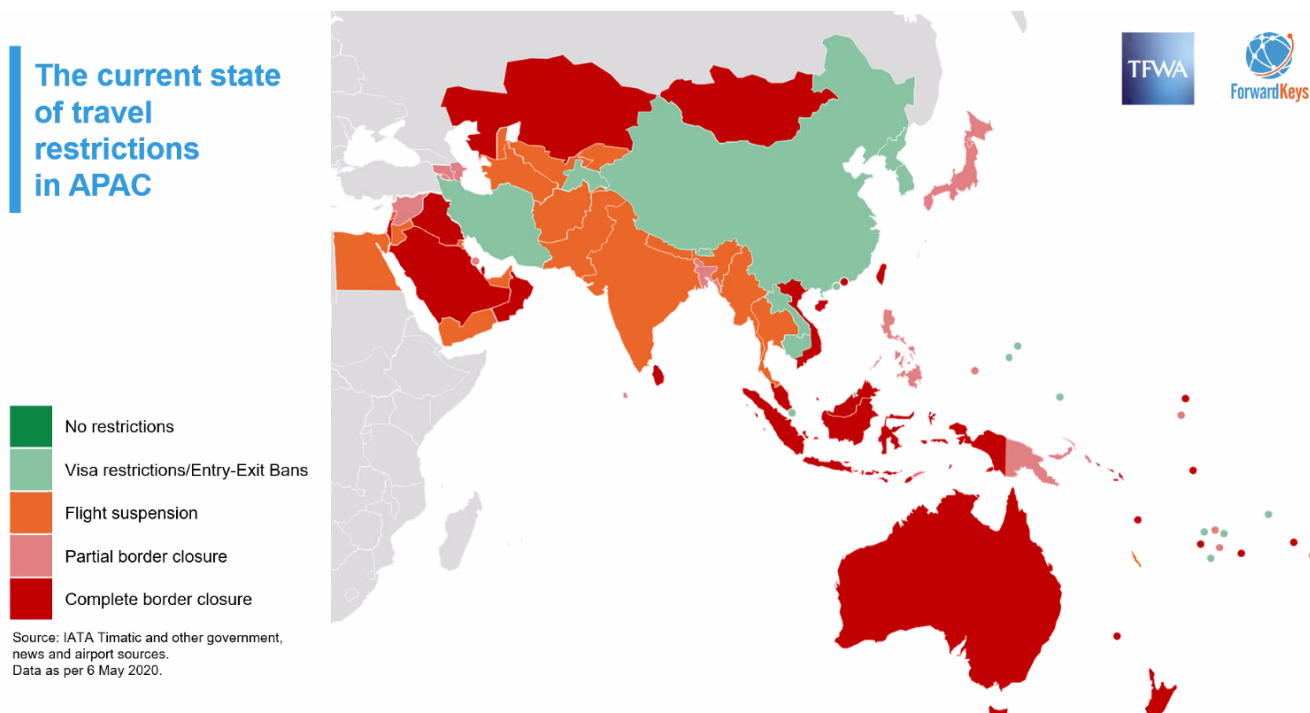 The current state
of travel
restrictions
in APAC
TFWA
ForwardKeys
No restrictions
Visa restrictions/Entry-Exit Bans
Flight suspension
Partial border closure
Complete border closure
Source: IATA Timatic and other government,
news and airport sources.
Data as per 6 May 2020.